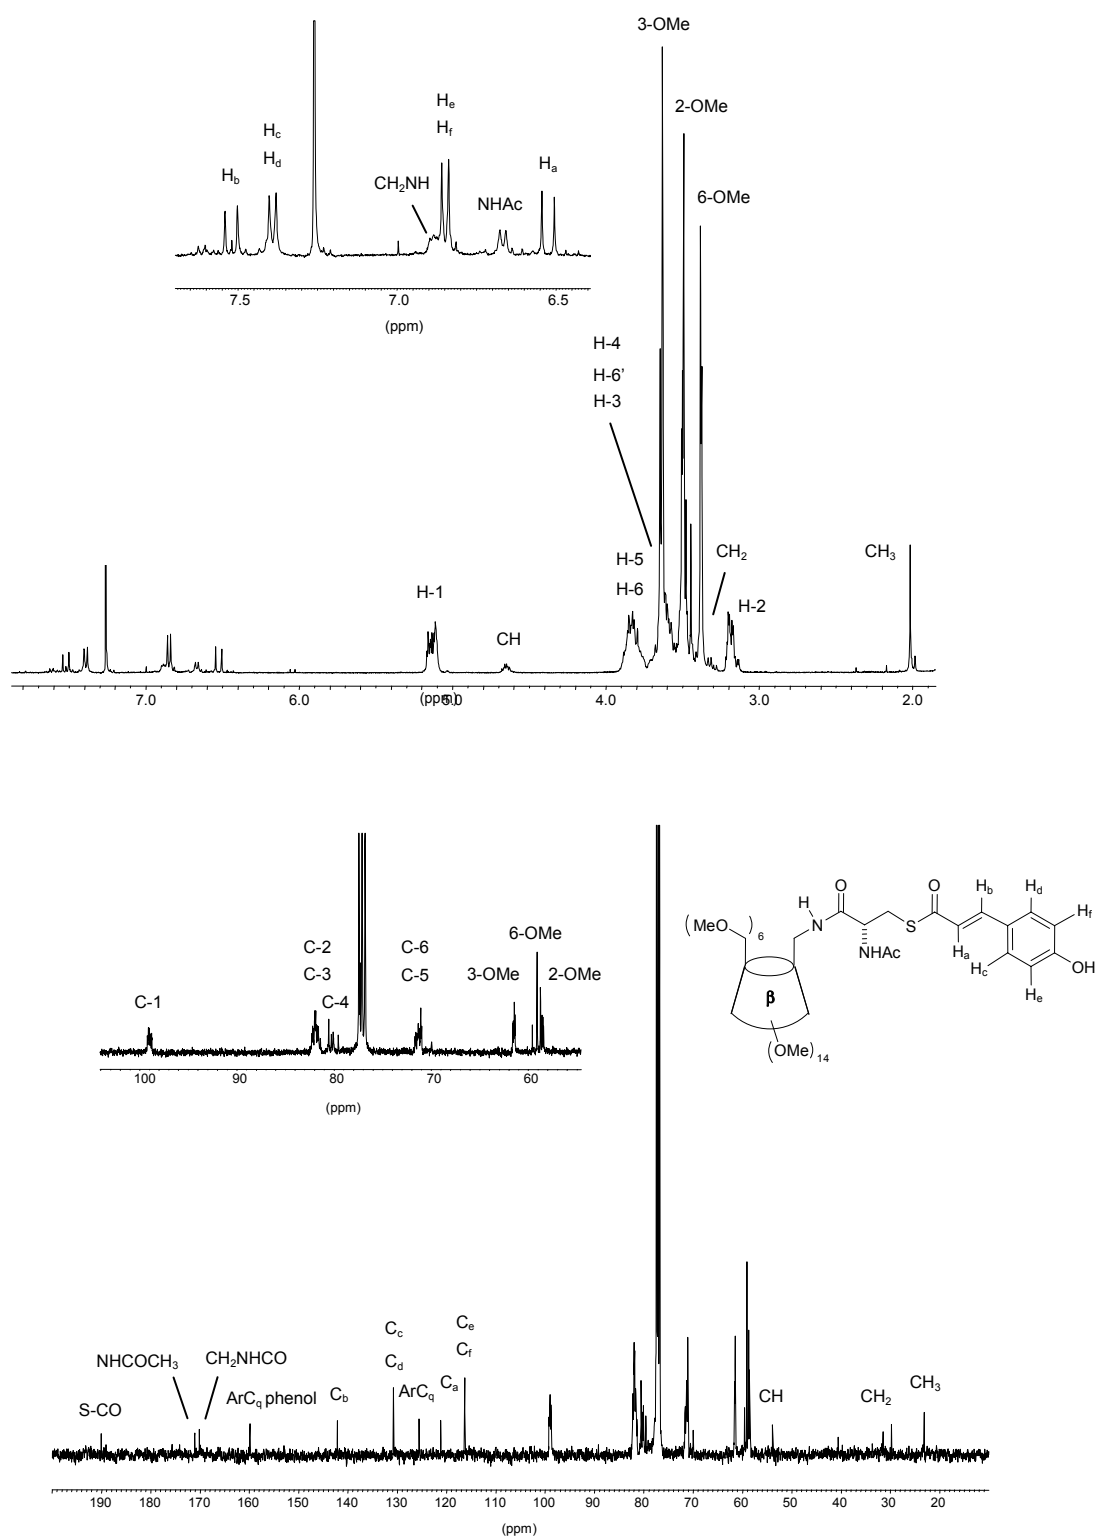 3-OMe
2-OMe
6-OMe
Hb
Hc
Hd
CH2NH
He
Hf
NHAc
Ha
7.5 7.0 6.5
(ppm)
H-4
H-6'
H-3
H-5
H-6
CH2
CH3
H-1
CH
H-2
7.0 6.0 5.0 4.0 3.0 2.0
(ppm)
C-1
C-2
C-3
C-4
C-6
C-5
3-OMe
6-OMe
2-OMe
100 90 80 70 60
(ppm)
(MeO)6
H
N
O
NHAc
S
O
Hb
Ha
Hd
Hf
Hc
He
OH
β
(OMe)14
S-CO
NHCOCH3
CH2NHCO
ArCq phenol
Cb
Cc
Cd
ArCq
Ca
Ce
Cf
CH
CH2
CH3
190 180 170 160 150 140 130 120 110 100 90 80 70 60 50 40 30 20
(ppm)